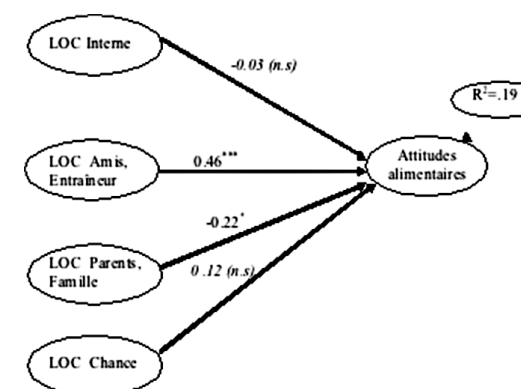 LOC Interne
-0.03 (n.s)
R²=.19
LOC Amis,
Entraîneur
0.46***
Attitudes
alimentaires
-0.22*
LOC Parents,
Famille
0.12 (n.s)
LOC Chance